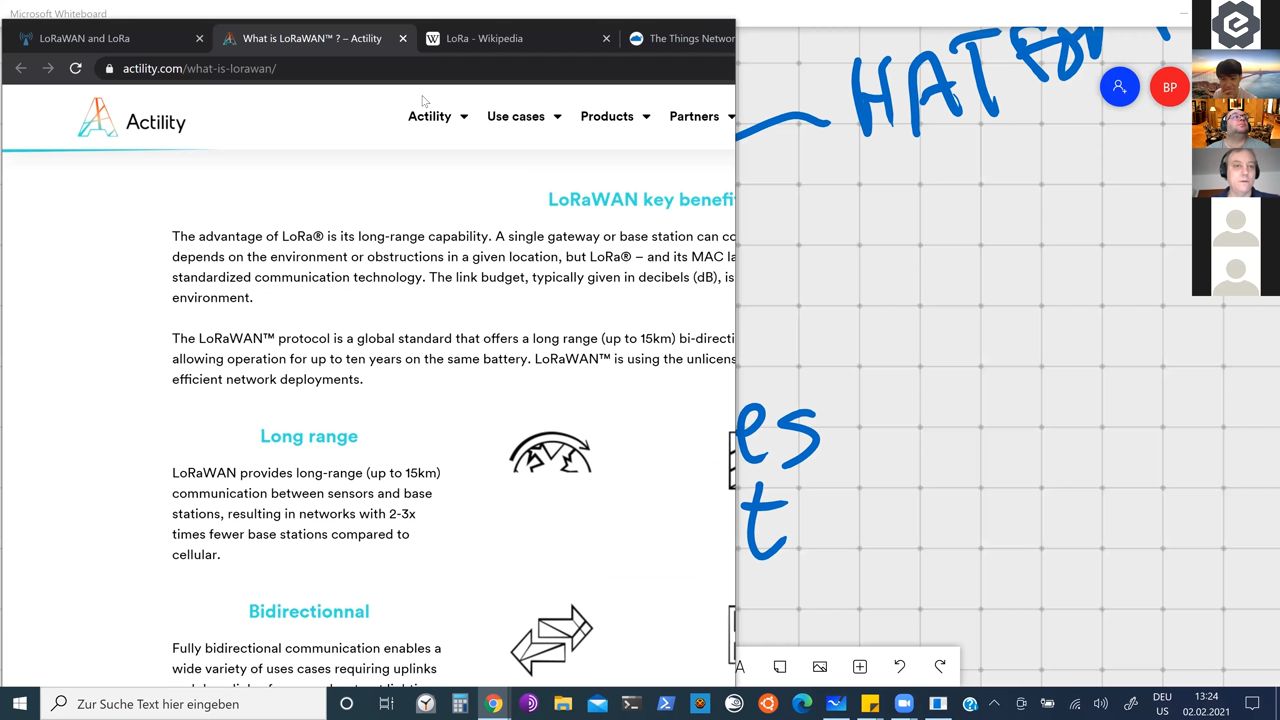 Microsoft Whiteboard
LoRaWAN and LoRa
What is LoRaWAN™ ? – Actility
LoRa - Wikipedia
The Things Netwo
actility.com/what-is-lorawan/
Actility
Actility
Use cases
Products
Partners
HAT for
BP
LoRaWAN key benefi
The advantage of LoRa® is its long-range capability. A single gateway or base station can co
depends on the environment or obstructions in a given location, but LoRa® – and its MAC la
standardized communication technology. The link budget, typically given in decibels (dB), is
environment.
The LoRaWAN™ protocol is a global standard that offers a long range (up to 15km) bi-directi
allowing operation for up to ten years on the same battery. LoRaWAN™ is using the unlicens
efficient network deployments.
Long range
LoRaWAN provides long-range (up to 15km)
communication between sensors and base
stations, resulting in networks with 2-3x
times fewer base stations compared to
cellular.
es
t
Bidirectionnal
Fully bidirectional communication enables a
wide variety of uses cases requiring uplinks
A
Zur Suche Text hier eingeben
DEU
US
13:24
02.02.2021